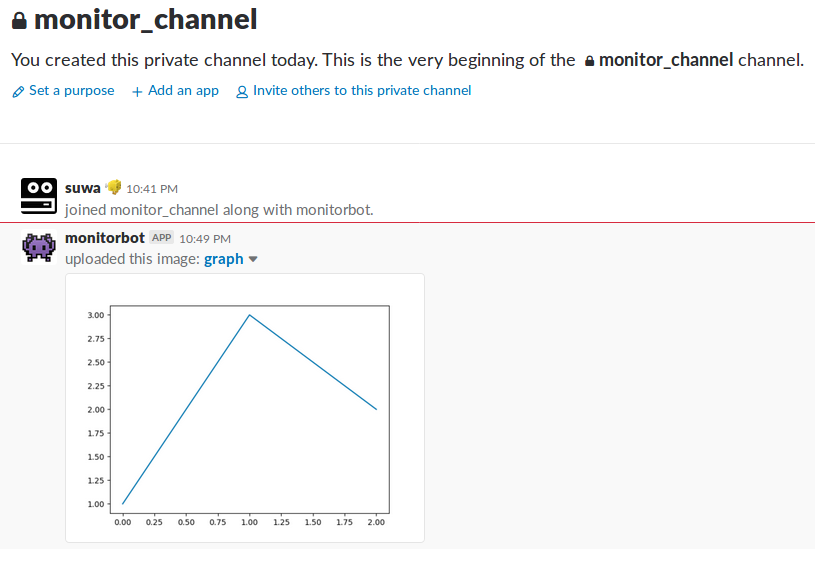 monitor_channel
You created this private channel today. This is the very beginning of the monitor_channel channel.
Set a purpose + Add an app Invite others to this private channel
suwa 10:41 PM
joined monitor_channel along with monitorbot.
monitorbot APP 10:49 PM
uploaded this image: graph
3.00
2.75
2.50
2.25
2.00
1.75
1.50
1.25
1.00
0.00 0.25 0.50 0.75 1.00 1.25 1.50 1.75 2.00